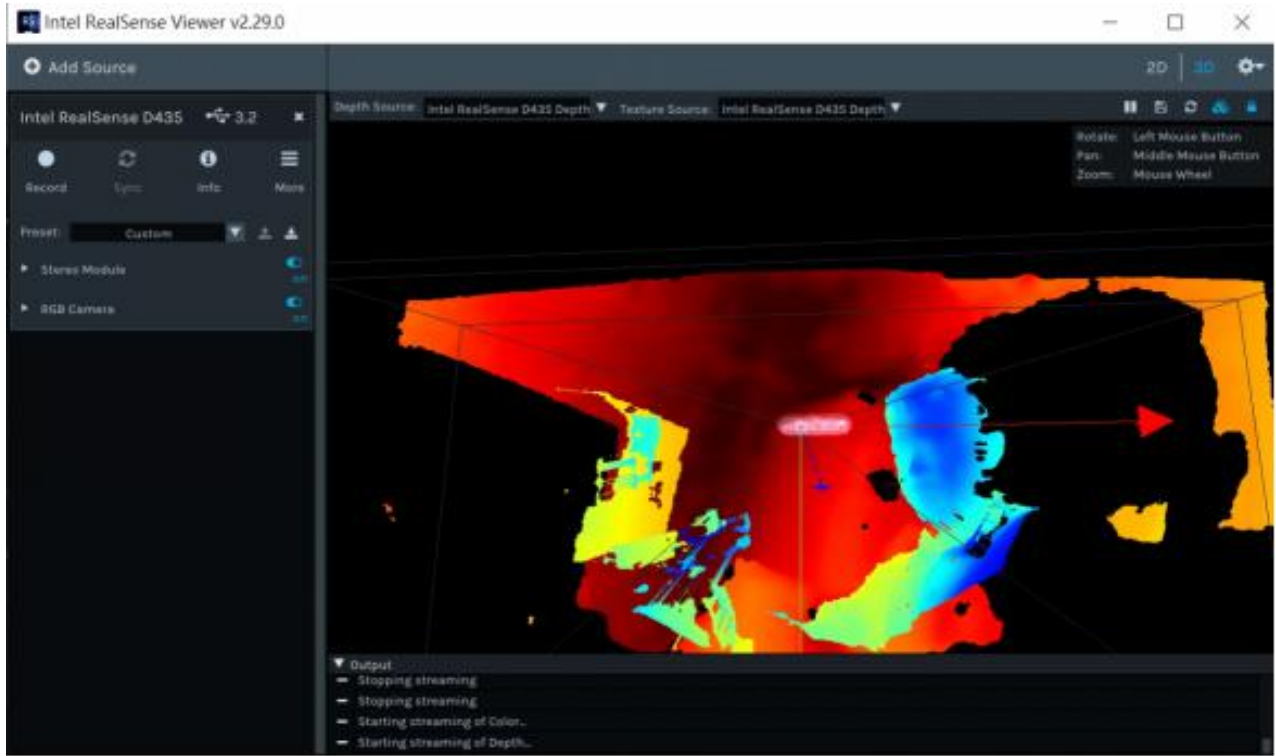 Intel RealSense Viewer v2.29.0
Add Source
2D | 3D
Intel RealSense D435 3.2
Depth Source: Intel RealSense D435 Depth Texture Source: Intel RealSense D435 Depth
Rotate: Left Mouse Button
Pan: Middle Mouse Button
Zoom: Mouse Wheel
Record Sync Info More
Preset: Custom
Stereo Module
on
RGB Camera
on
Output
Stopping streaming
Stopping streaming
Starting streaming of Color...
Starting streaming of Depth...